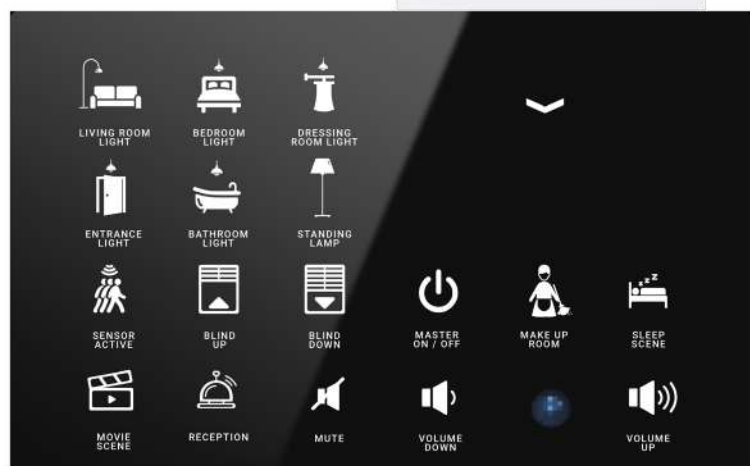 LIVING ROOM
LIGHT
BEDROOM
LIGHT
DRESSING
ROOM LIGHT
ENTRANCE
LIGHT
BATHROOM
LIGHT
STANDING
LAMP
SENSOR
ACTIVE
BLIND
UP
BLIND
DOWN
MASTER
ON / OFF
MAKE UP
ROOM
SLEEP
SCENE
MOVIE
SCENE
RECEPTION
MUTE
VOLUME
DOWN
VOLUME
UP